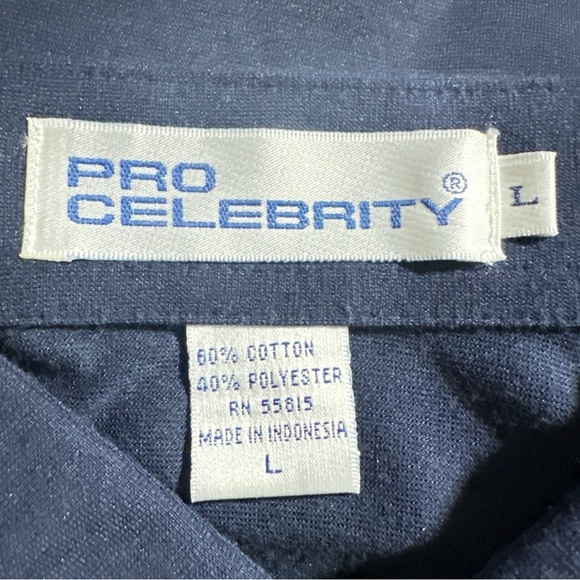 PRO
CELEBRITY®
L
60% COTTON
40% POLYESTER
RN 55815
MADE IN INDONESIA
L